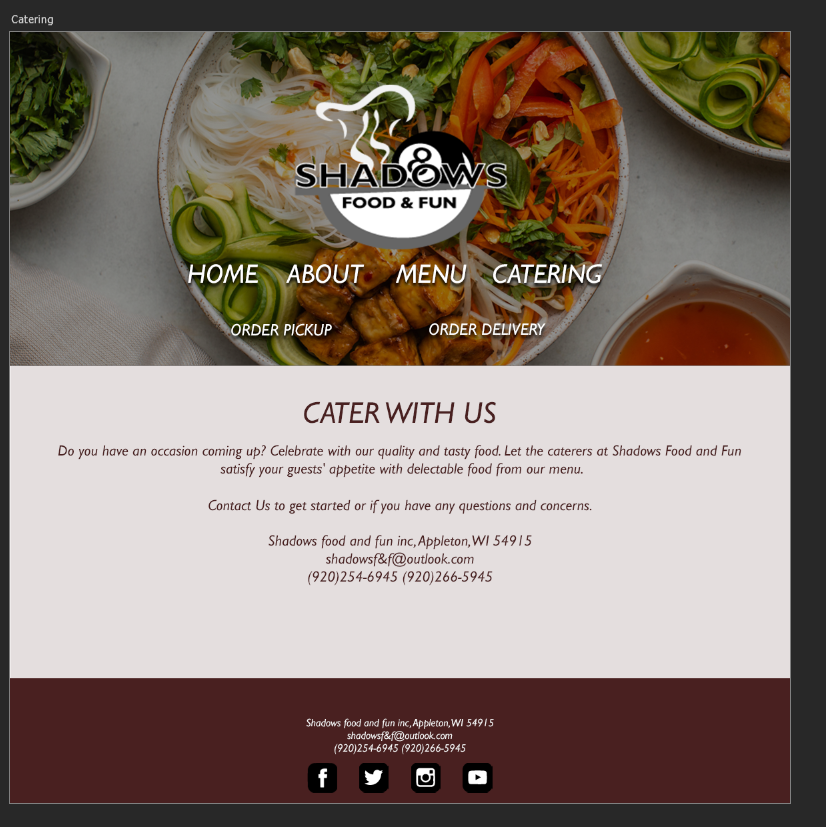 Catering
8
SHADOWS
FOOD & FUN
HOME ABOUT MENU CATERING
ORDER PICKUP ORDER DELIVERY
CATER WITH US
Do you have an occasion coming up? Celebrate with our quality and tasty food. Let the caterers at Shadows Food and Fun
satisfy your guests' appetite with delectable food from our menu.
Contact Us to get started or if you have any questions and concerns.
Shadows food and fun inc, Appleton, WI 54915
shadowsf&f@outlook.com
(920)254-6945 (920)266-5945
Shadows food and fun inc, Appleton, WI 54915
shadowsf&f@outlook.com
(920)254-6945 (920)266-5945